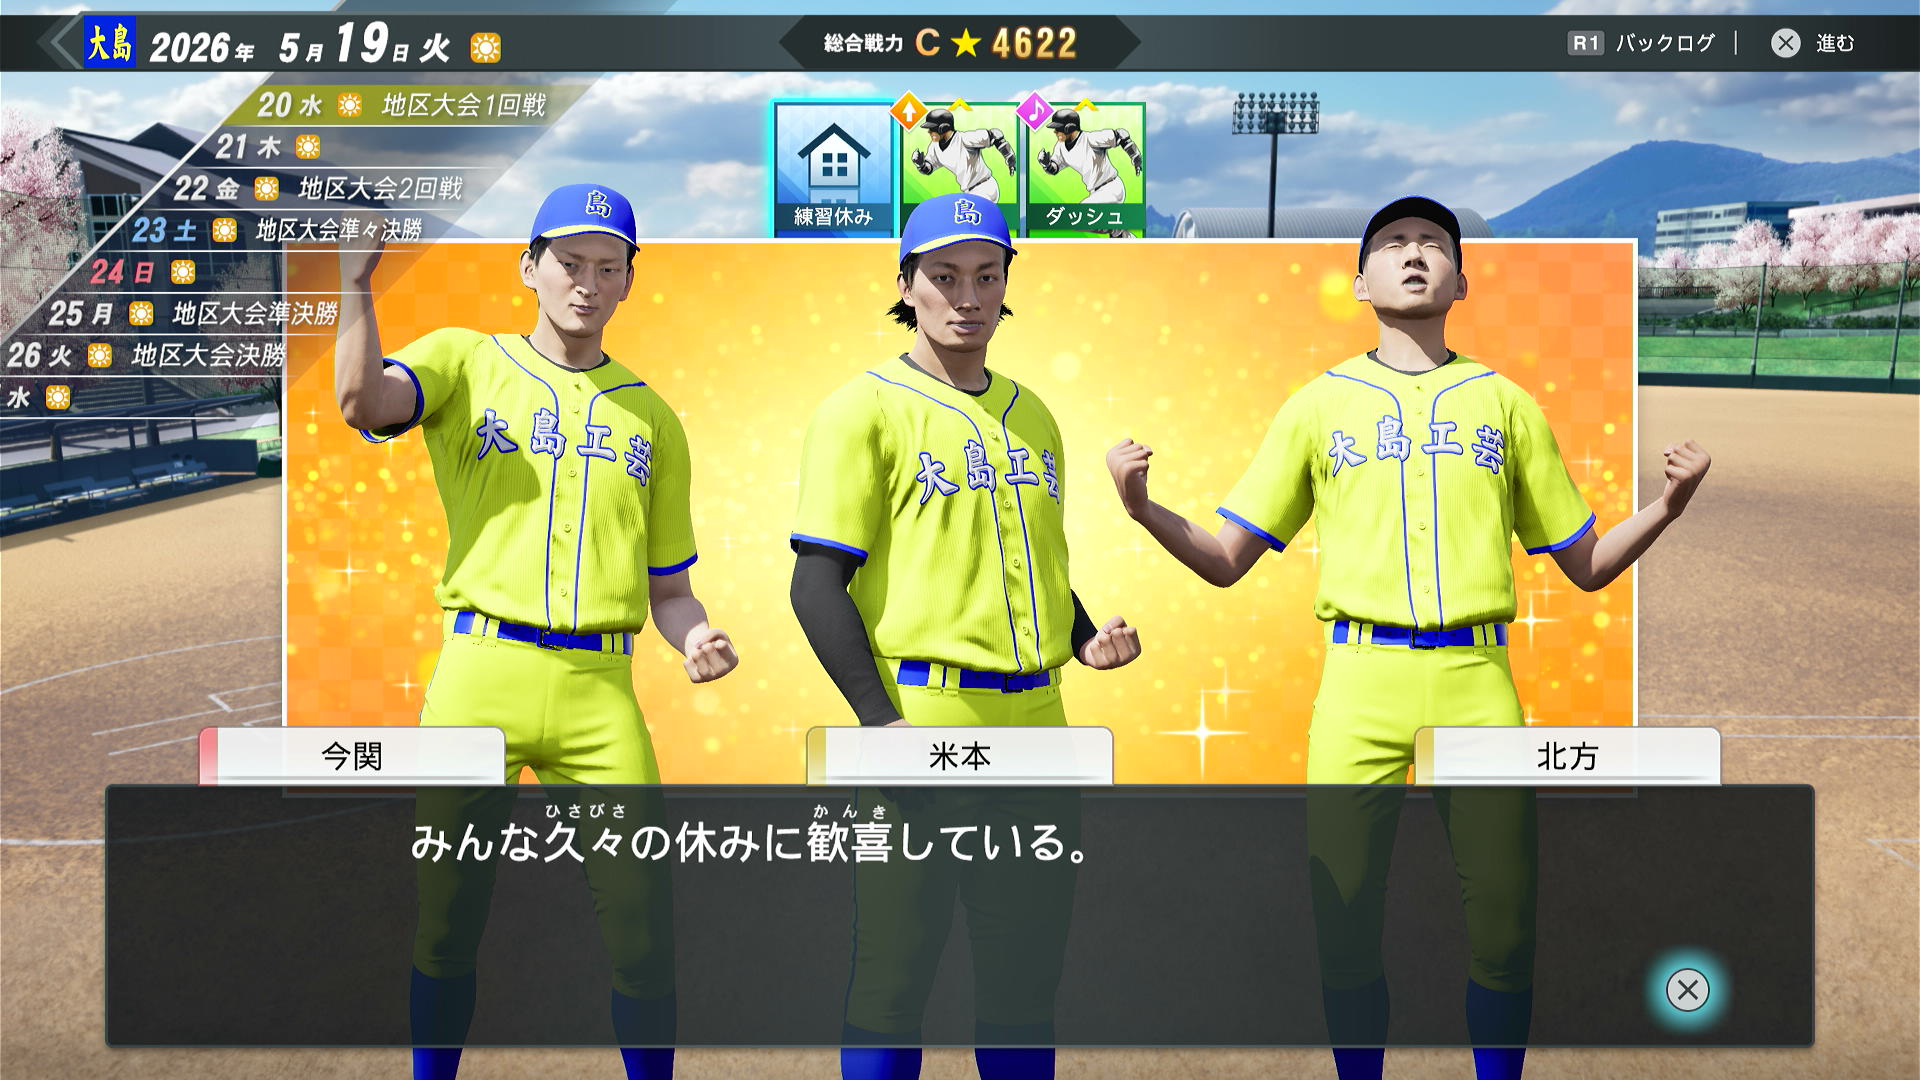 大島 2026年 5月19日 火
総合戦力 C ★ 4622
R1 バックログ
進む
20 水 地区大会1回戦
21 木
22 金 地区大会2回戦
23 土 地区大会準々決勝
24 日
25 月 地区大会準決勝
26 火 地区大会決勝
水
練習休み
ダッシュ
島
島
大島工芸
大島工芸
大島工芸
今関
米本
北方
ひさびさ かんき
みんな久々の休みに歓喜している。